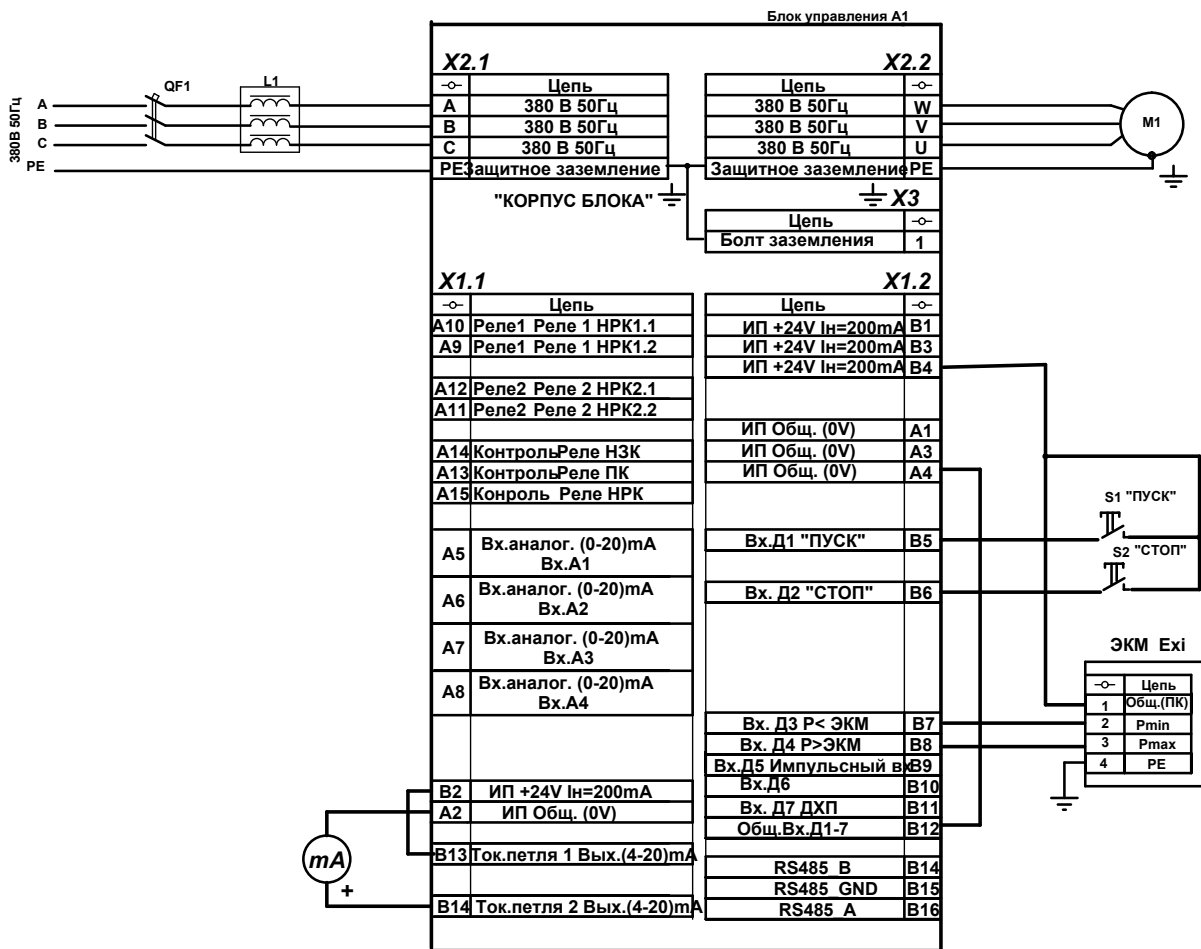 Блок управления А1
X2.1
X2.2
QF1
L1
Цепь
Цепь
380В 50Гц
A
A
380 В 50Гц
380 В 50Гц
W
B
B
380 В 50Гц
380 В 50Гц
V
M1
C
C
380 В 50Гц
380 В 50Гц
U
PE
PE
Защитное заземление
Защитное заземление
PE
"КОРПУС БЛОКА"
X3
Цепь
Болт заземления
1
X1.1
X1.2
Цепь
Цепь
A10 Реле1 Реле 1 НРК1.1
ИП +24V Iн=200mA B1
A9 Реле1 Реле 1 НРК1.2
ИП +24V Iн=200mA B3
ИП +24V Iн=200mA B4
A12 Реле2 Реле 2 НРК2.1
A11 Реле2 Реле 2 НРК2.2
ИП Общ. (0V) A1
A14 КонтрольРеле НЗК
ИП Общ. (0V) A3
A13 КонтрольРеле ПК
ИП Общ. (0V) A4
A15 Конроль Реле НРК
S1 "ПУСК"
A5 Вх.аналог. (0-20)mA
Вх.А1
Вх.Д1 "ПУСК" B5
S2 "СТОП"
A6 Вх.аналог. (0-20)mA
Вх.А2
Вх. Д2 "СТОП" B6
A7 Вх.аналог. (0-20)mA
Вх.А3
ЭКМ Exi
A8 Вх.аналог. (0-20)mA
Вх.А4
Цепь
1 Общ.(ПК)
2 Pmin
3 Pmax
4 PE
Вх. Д3 P< ЭКМ B7
Вх. Д4 P>ЭКМ B8
Вх.Д5 Импульсный вх B9
Вх.Д6 B10
Вх. Д7 ДХП B11
Общ.Вх.Д1-7 B12
B2 ИП +24V Iн=200mA
A2 ИП Общ. (0V)
B13 Ток.петля 1 Вых.(4-20)mA
mA
+
B14 Ток.петля 2 Вых.(4-20)mA
RS485_B B14
RS485_GND B15
RS485_A B16